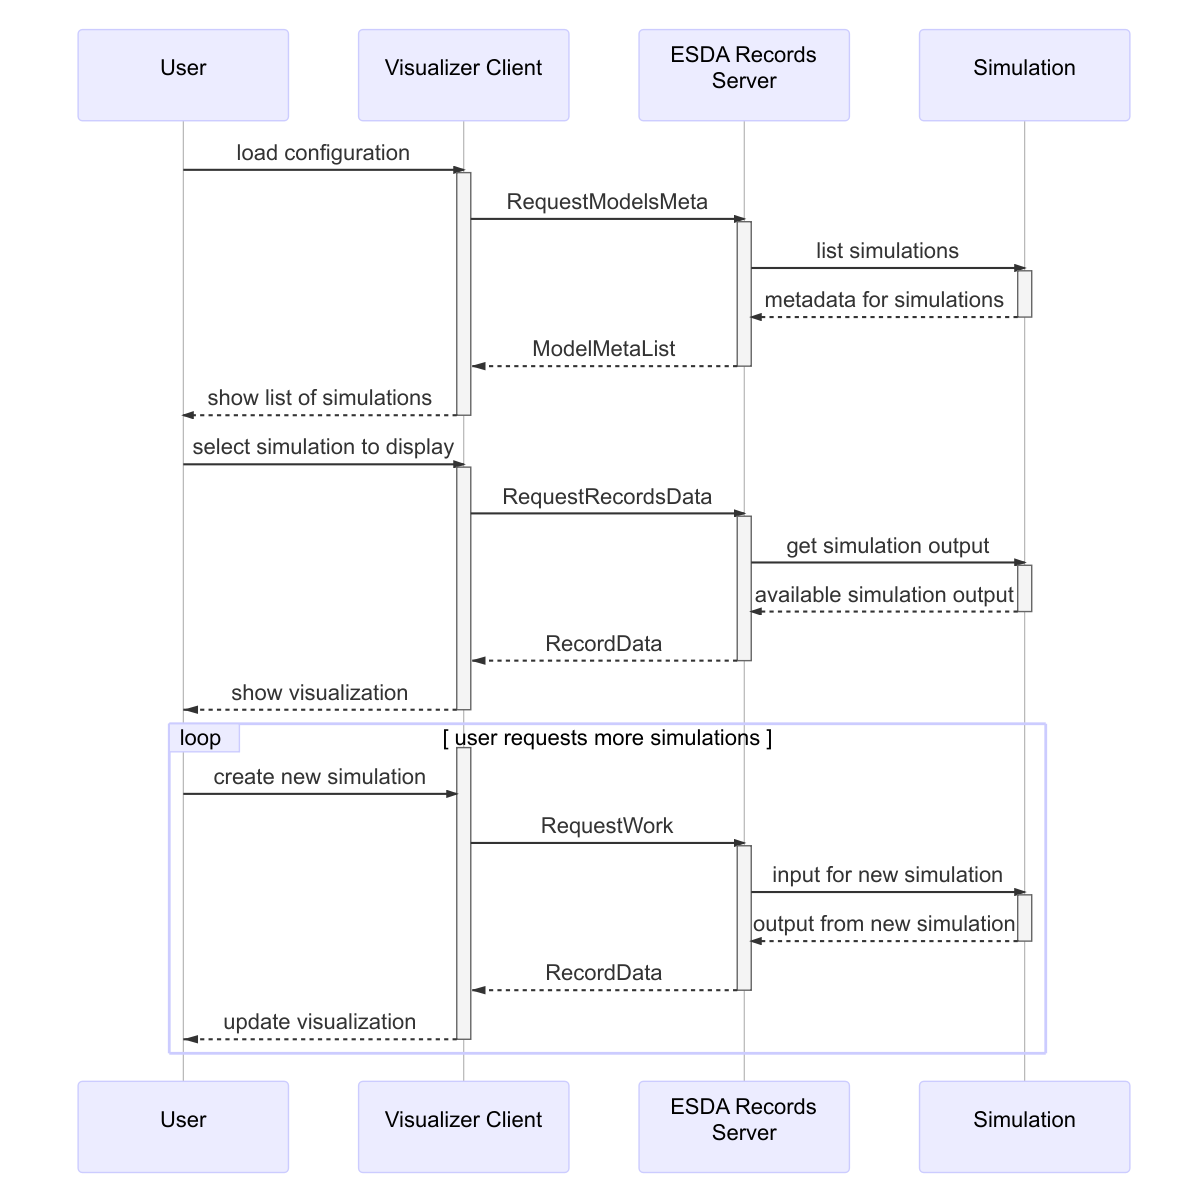 User
Visualizer Client
ESDA Records
Server
Simulation
load configuration
RequestModelsMeta
list simulations
metadata for simulations
ModelMetaList
show list of simulations
select simulation to display
RequestRecordsData
get simulation output
available simulation output
RecordData
show visualization
loop
[ user requests more simulations ]
create new simulation
RequestWork
input for new simulation
output from new simulation
RecordData
update visualization
User
Visualizer Client
ESDA Records
Server
Simulation